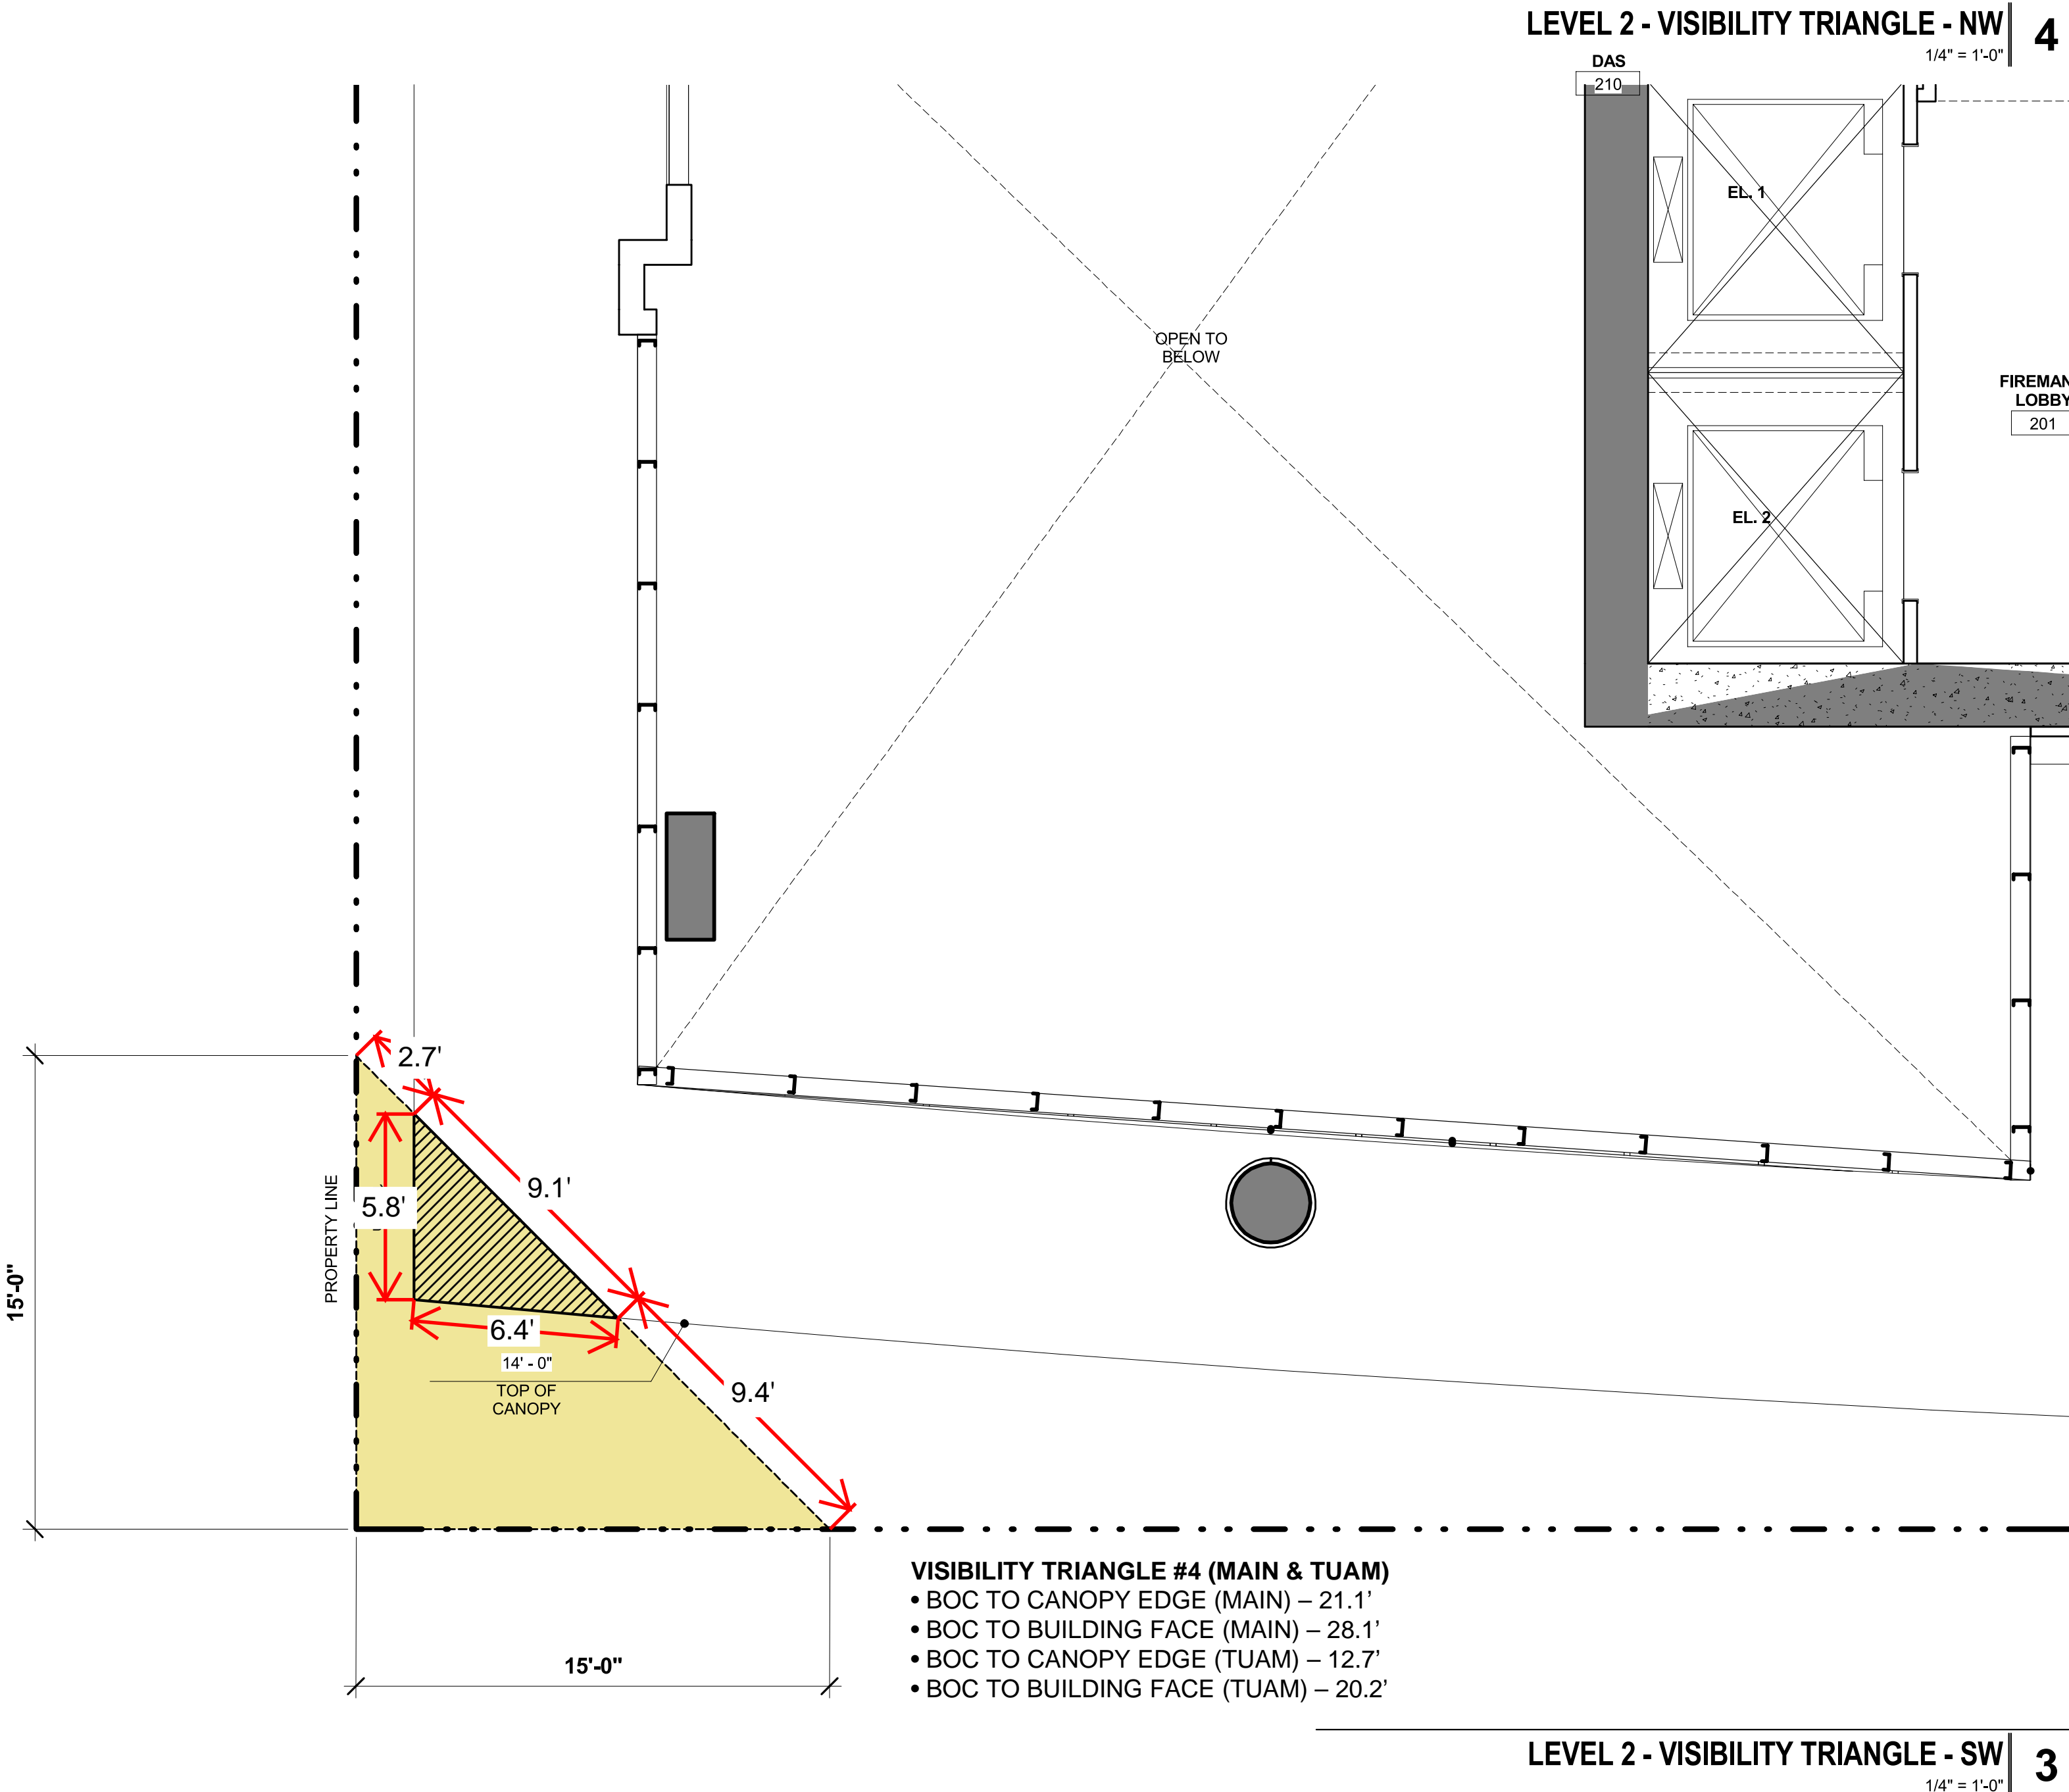 LEVEL 2 - VISIBILITY TRIANGLE - NW
4
1/4" = 1'-0"
DAS
210
EL. 1
OPEN TO
BELOW
FIREMAN
LOBBY
201
EL. 2
2.7'
9.1'
5.8'
PROPERTY LINE
15'-0"
6.4'
14' - 0"
TOP OF
CANOPY
9.4'
VISIBILITY TRIANGLE #4 (MAIN & TUAM)
• BOC TO CANOPY EDGE (MAIN) – 21.1’
• BOC TO BUILDING FACE (MAIN) – 28.1’
• BOC TO CANOPY EDGE (TUAM) – 12.7’
• BOC TO BUILDING FACE (TUAM) – 20.2’
15'-0"
LEVEL 2 - VISIBILITY TRIANGLE - SW
3
1/4" = 1'-0"